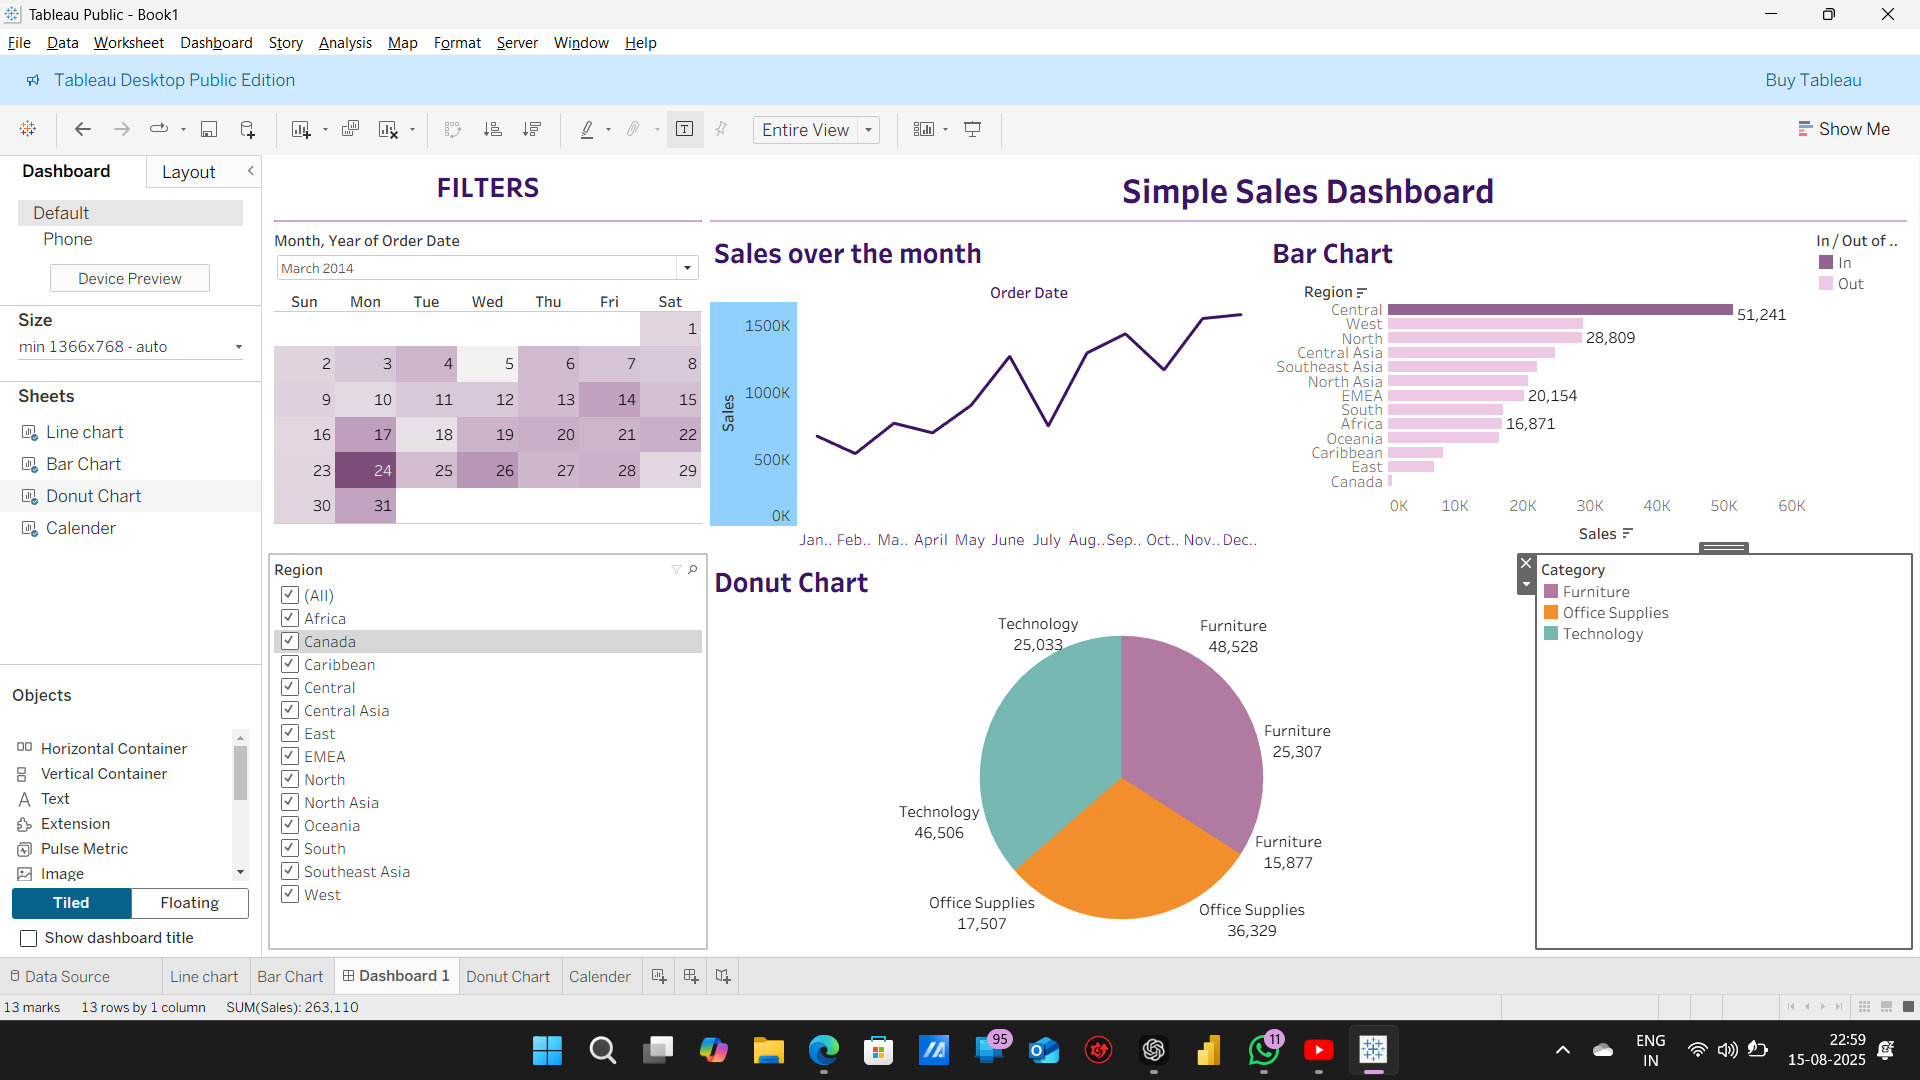 Tableau Public - Book1
File Data Worksheet Dashboard Story Analysis Map Format Server Window Help
Tableau Desktop Public Edition
Buy Tableau
Entire View
Show Me
Dashboard
Layout
Default
Phone
Device Preview
Size
min 1366x768 - auto
Sheets
Line chart
Bar Chart
Donut Chart
Calender
Objects
Horizontal Container
Vertical Container
Text
Extension
Pulse Metric
Image
Tiled
Floating
Show dashboard title
FILTERS
Month, Year of Order Date
March 2014
Sun Mon Tue Wed Thu Fri Sat
1
2 3 4 5 6 7 8
9 10 11 12 13 14 15
16 17 18 19 20 21 22
23 24 25 26 27 28 29
30 31
Region
(All)
Africa
Canada
Caribbean
Central
Central Asia
East
EMEA
North
North Asia
Oceania
South
Southeast Asia
West
Simple Sales Dashboard
Sales over the month
Order Date
Sales
1500K
1000K
500K
0K
Jan.. Feb.. Ma.. April May June July Aug.. Sep.. Oct.. Nov.. Dec..
Bar Chart
Region
Central 51,241
West
North 28,809
Central Asia
Southeast Asia
North Asia
EMEA 20,154
South
Africa 16,871
Oceania
Caribbean
East
Canada
0K 10K 20K 30K 40K 50K 60K
Sales
In / Out of ..
In
Out
Donut Chart
Technology
25,033
Furniture
48,528
Furniture
25,307
Technology
46,506
Furniture
15,877
Office Supplies
17,507
Office Supplies
36,329
Category
Furniture
Office Supplies
Technology
Data Source
Line chart
Bar Chart
Dashboard 1
Donut Chart
Calender
13 marks 13 rows by 1 column SUM(Sales): 263,110
95
11
ENG
IN
22:59
15-08-2025